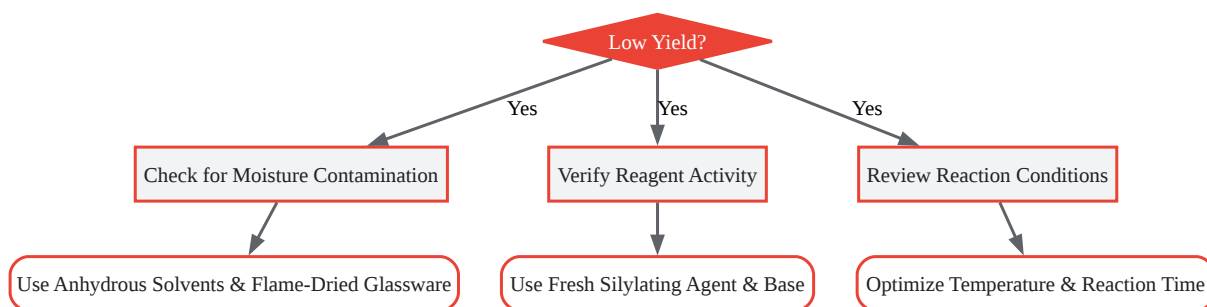 Low Yield?
Yes
Yes
Yes
Check for Moisture Contamination
Verify Reagent Activity
Review Reaction Conditions
Use Anhydrous Solvents & Flame-Dried Glassware
Use Fresh Silylating Agent & Base
Optimize Temperature & Reaction Time